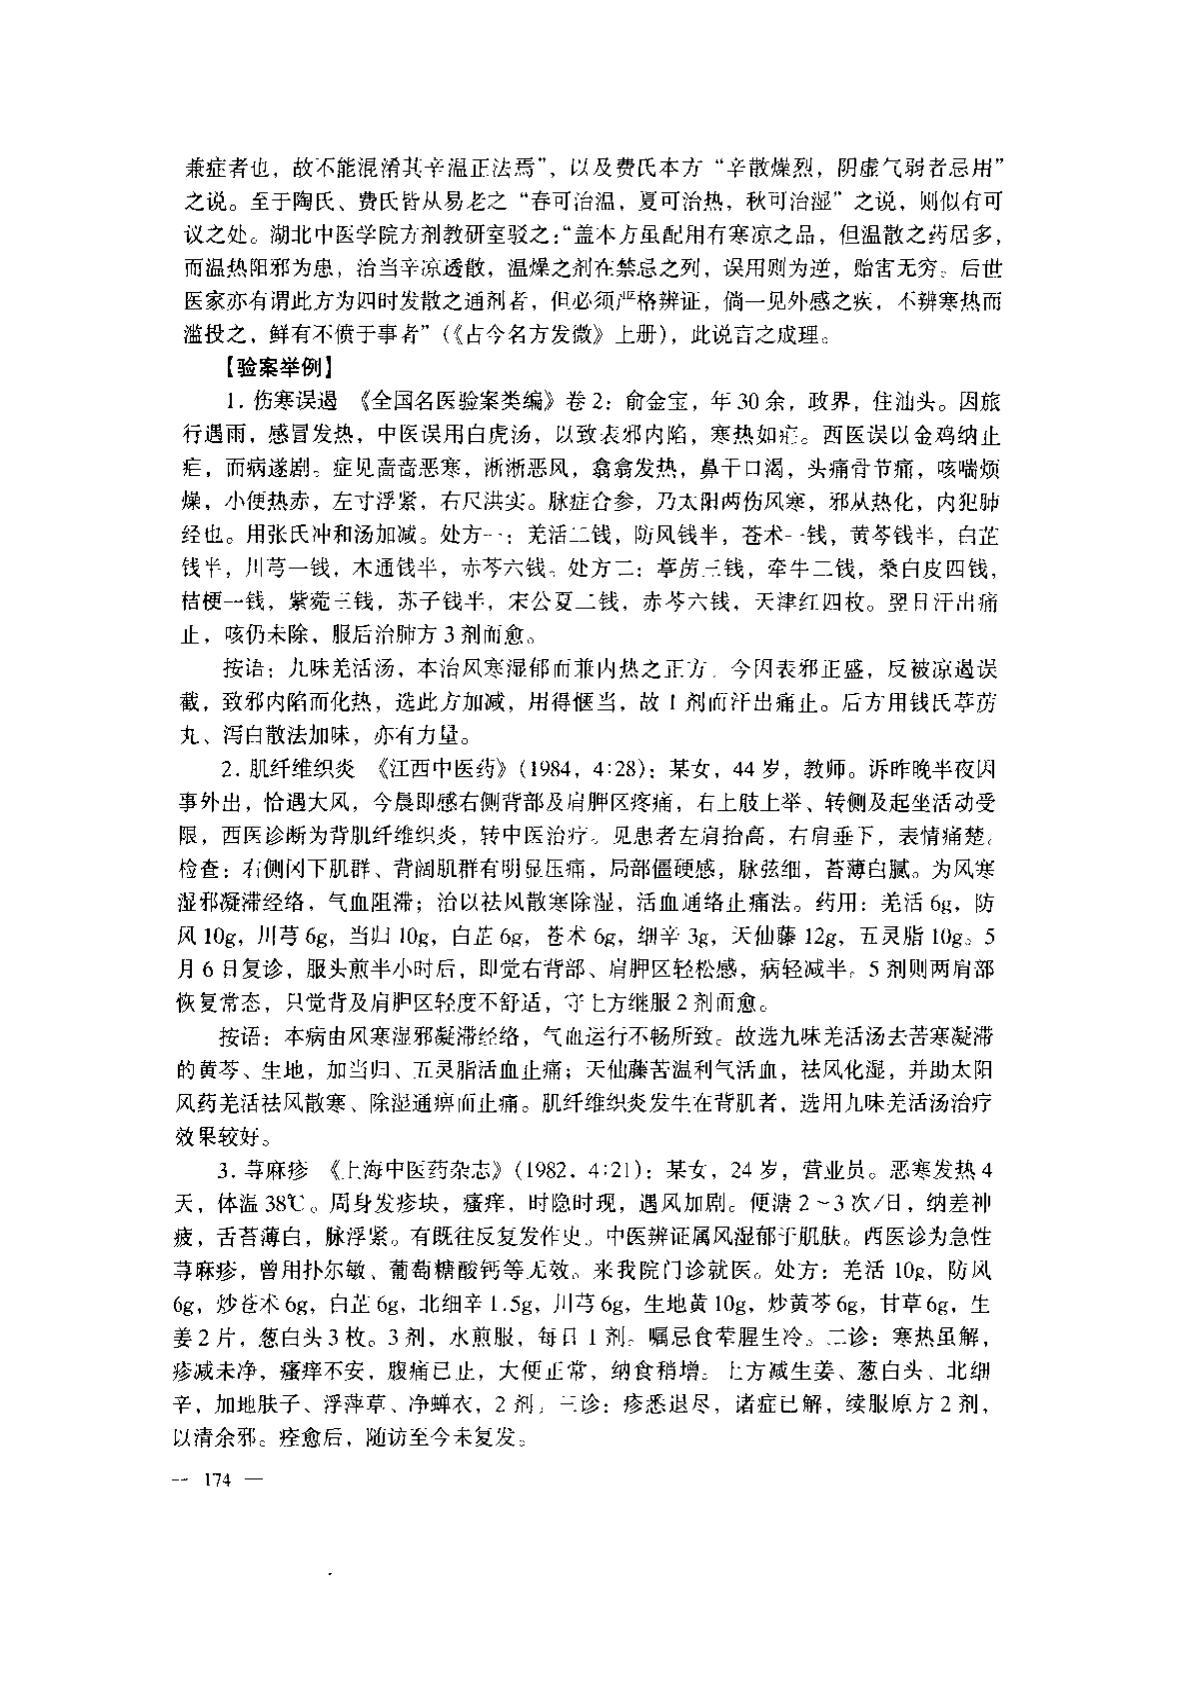 兼症者也，故不能混淆其辛温正法焉”，以及费氏本方“辛散燥烈，阴虚气弱者忌用”
之说。至于陶氏、费氏皆从易老之“春可治温，夏可治热，秋可治湿”之说，则似有可
议之处。湖北中医学院方剂教研室驳之：“盖本方虽配用有寒凉之品，但温散之药居多，
而温热阳邪为患，治当辛凉透散，温燥之剂在禁忌之列，误用则为逆，贻害无穷。后世
医家亦有谓此方为四时发散之通剂者，但必须严格辨证，倘一见外感之疾，不辨寒热而
滥投之，鲜有不偾于事者”（《古今名方发微》上册），此说言之成理。
【验案举例】
1. 伤寒误遏 《全国名医验案类编》卷 2：俞金宝，年 30 余，政界，住汕头。因旅
行遇雨，感冒发热，中医误用白虎汤，以致表邪内陷，寒热如疟。西医误以金鸡纳止
疟，而病遂剧。症见啬啬恶寒，淅淅恶风，翕翕发热，鼻干口渴，头痛骨节痛，咳喘烦
燥，小便热赤，左寸浮紧，右尺洪实。脉症合参，乃太阳两伤风寒，邪从热化，内犯肺
经也。用张氏冲和汤加减。处方一：羌活二钱，防风钱半，苍术一钱，黄芩钱半，白芷
钱半，川芎一钱，木通钱半，赤苓六钱。处方二：葶苈三钱，牵牛二钱，桑白皮四钱，
桔梗一钱，紫菀三钱，苏子钱半，宋公夏二钱，赤苓六钱，天津红四枚。翌日汗出痛
止，咳仍未除，服后治肺方 3 剂而愈。
按语：九味羌活汤，本治风寒湿郁而兼内热之正方。今因表邪正盛，反被凉遏误
截，致邪内陷而化热，选此方加减，用得惬当，故 1 剂而汗出痛止。后方用钱氏葶苈
丸、泻白散法加味，亦有力量。
2. 肌纤维织炎 《江西中医药》（1984，4∶28）：某女，44 岁，教师。诉昨晚半夜因
事外出，恰遇大风，今晨即感右侧背部及肩胛区疼痛，右上肢上举、转侧及起坐活动受
限，西医诊断为背肌纤维织炎，转中医治疗。见患者左肩抬高，右肩垂下，表情痛楚。
检查：右侧冈下肌群、背阔肌群有明显压痛，局部僵硬感，脉弦细，苔薄白腻。为风寒
湿邪凝滞经络，气血阻滞；治以祛风散寒除湿，活血通络止痛法。药用：羌活 6g，防
风 10g，川芎 6g，当归 10g，白芷 6g，苍术 6g，细辛 3g，天仙藤 12g，五灵脂 10g。5
月 6 日复诊，服头煎半小时后，即觉右背部、肩胛区轻松感，病轻减半。5 剂则两肩部
恢复常态，只觉背及肩胛区轻度不舒适，守上方继服 2 剂而愈。
按语：本病由风寒湿邪凝滞经络，气血运行不畅所致。故选九味羌活汤去苦寒凝滞
的黄芩、生地，加当归、五灵脂活血止痛；天仙藤苦温利气活血，祛风化湿，并助太阳
风药羌活祛风散寒、除湿通痹而止痛。肌纤维织炎发生在背肌者，选用九味羌活汤治疗
效果较好。
3. 荨麻疹 《上海中医药杂志》（1982．4∶21）：某女，24 岁，营业员。恶寒发热 4
天，体温 38℃。周身发疹块，瘙痒，时隐时现，遇风加剧。便溏 2～3 次/日，纳差神
疲，舌苔薄白，脉浮紧。有既往反复发作史。中医辨证属风湿郁于肌肤。西医诊为急性
荨麻疹，曾用扑尔敏、葡萄糖酸钙等无效。来我院门诊就医。处方：羌活 10g，防风
6g，炒苍术 6g，白芷 6g，北细辛 1.5g，川芎 6g，生地黄 10g，炒黄芩 6g，甘草 6g，生
姜 2 片，葱白头 3 枚。3 剂，水煎服，每日 1 剂。嘱忌食荤腥生冷。二诊：寒热虽解，
疹减未净，瘙痒不安，腹痛已止，大便正常，纳食稍增。上方减生姜、葱白头、北细
辛，加地肤子、浮萍草、净蝉衣，2 剂。三诊：疹悉退尽，诸症已解，续服原方 2 剂，
以清余邪。痊愈后，随访至今未复发。
— 174 —